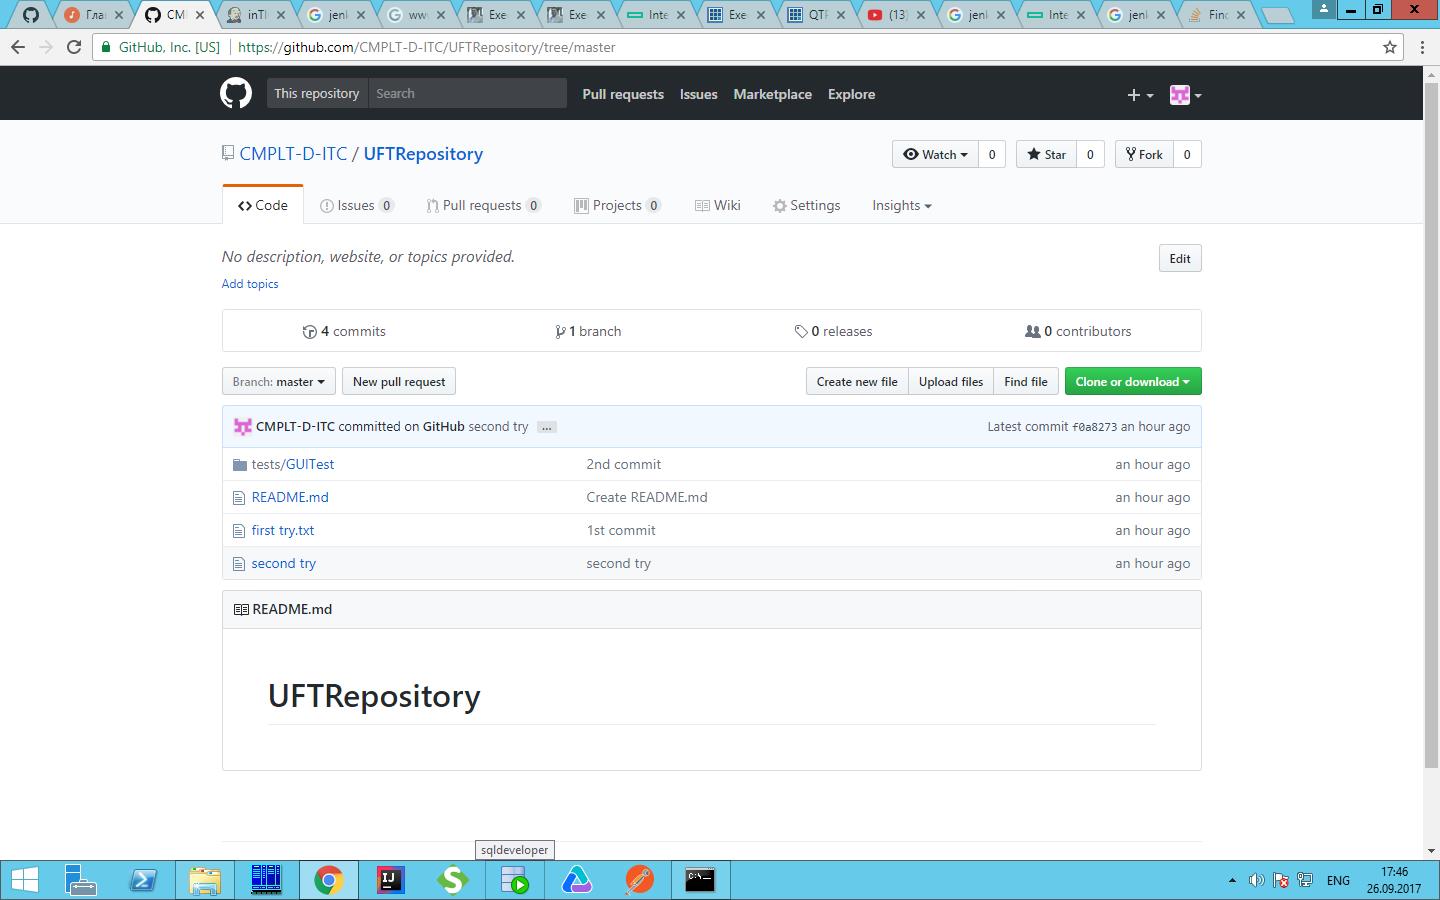 Гла
CM
inTl
jenl
ww
Exe
Exe
Inte
Exe
QTP
(13)
jenl
Inte
jenl
Find
GitHub, Inc. [US]
https://github.com/CMPLT-D-ITC/UFTRepository/tree/master
This repository
Search
Pull requests
Issues
Marketplace
Explore
CMPLT-D-ITC / UFTRepository
Watch
0
Star
0
Fork
0
Code
Issues 0
Pull requests 0
Projects 0
Wiki
Settings
Insights
No description, website, or topics provided.
Edit
Add topics
4 commits
1 branch
0 releases
0 contributors
Branch: master
New pull request
Create new file
Upload files
Find file
Clone or download
CMPLT-D-ITC committed on GitHub second try ...
Latest commit f0a8273 an hour ago
tests/GUITest
2nd commit
an hour ago
README.md
Create README.md
an hour ago
first try.txt
1st commit
an hour ago
second try
second try
an hour ago
README.md
UFTRepository
sqldeveloper
IJ
C:\.
ENG
17:46
26.09.2017